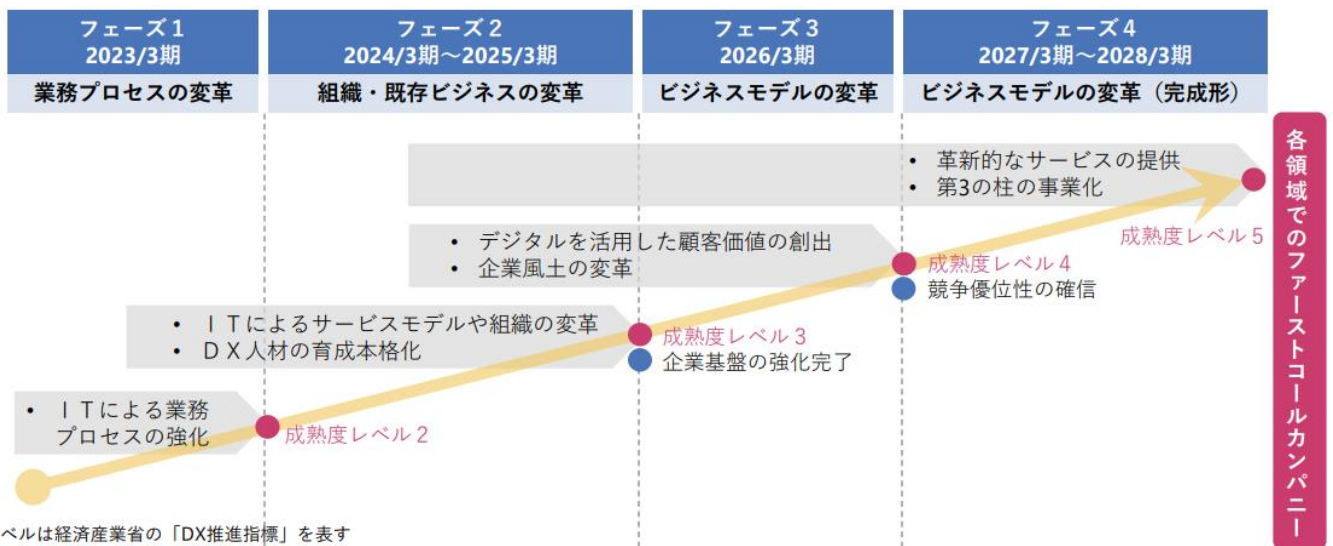 フェーズ1
2023/3期
業務プロセスの変革
フェーズ2
2024/3期～2025/3期
組織・既存ビジネスの変革
フェーズ3
2026/3期
ビジネスモデルの変革
フェーズ4
2027/3期～2028/3期
ビジネスモデルの変革（完成形）
• 革新的なサービスの提供
• 第3の柱の事業化
成熟度レベル5
• デジタルを活用した顧客価値の創出
• 企業風土の変革
成熟度レベル4
競争優位性の確信
• ＩＴによるサービスモデルや組織の変革
• ＤＸ人材の育成本格化
成熟度レベル3
企業基盤の強化完了
• ＩＴによる業務
プロセスの強化
成熟度レベル2
各領域でのファーストコールカンパニー
ベルは経済産業省の「DX推進指標」を表す